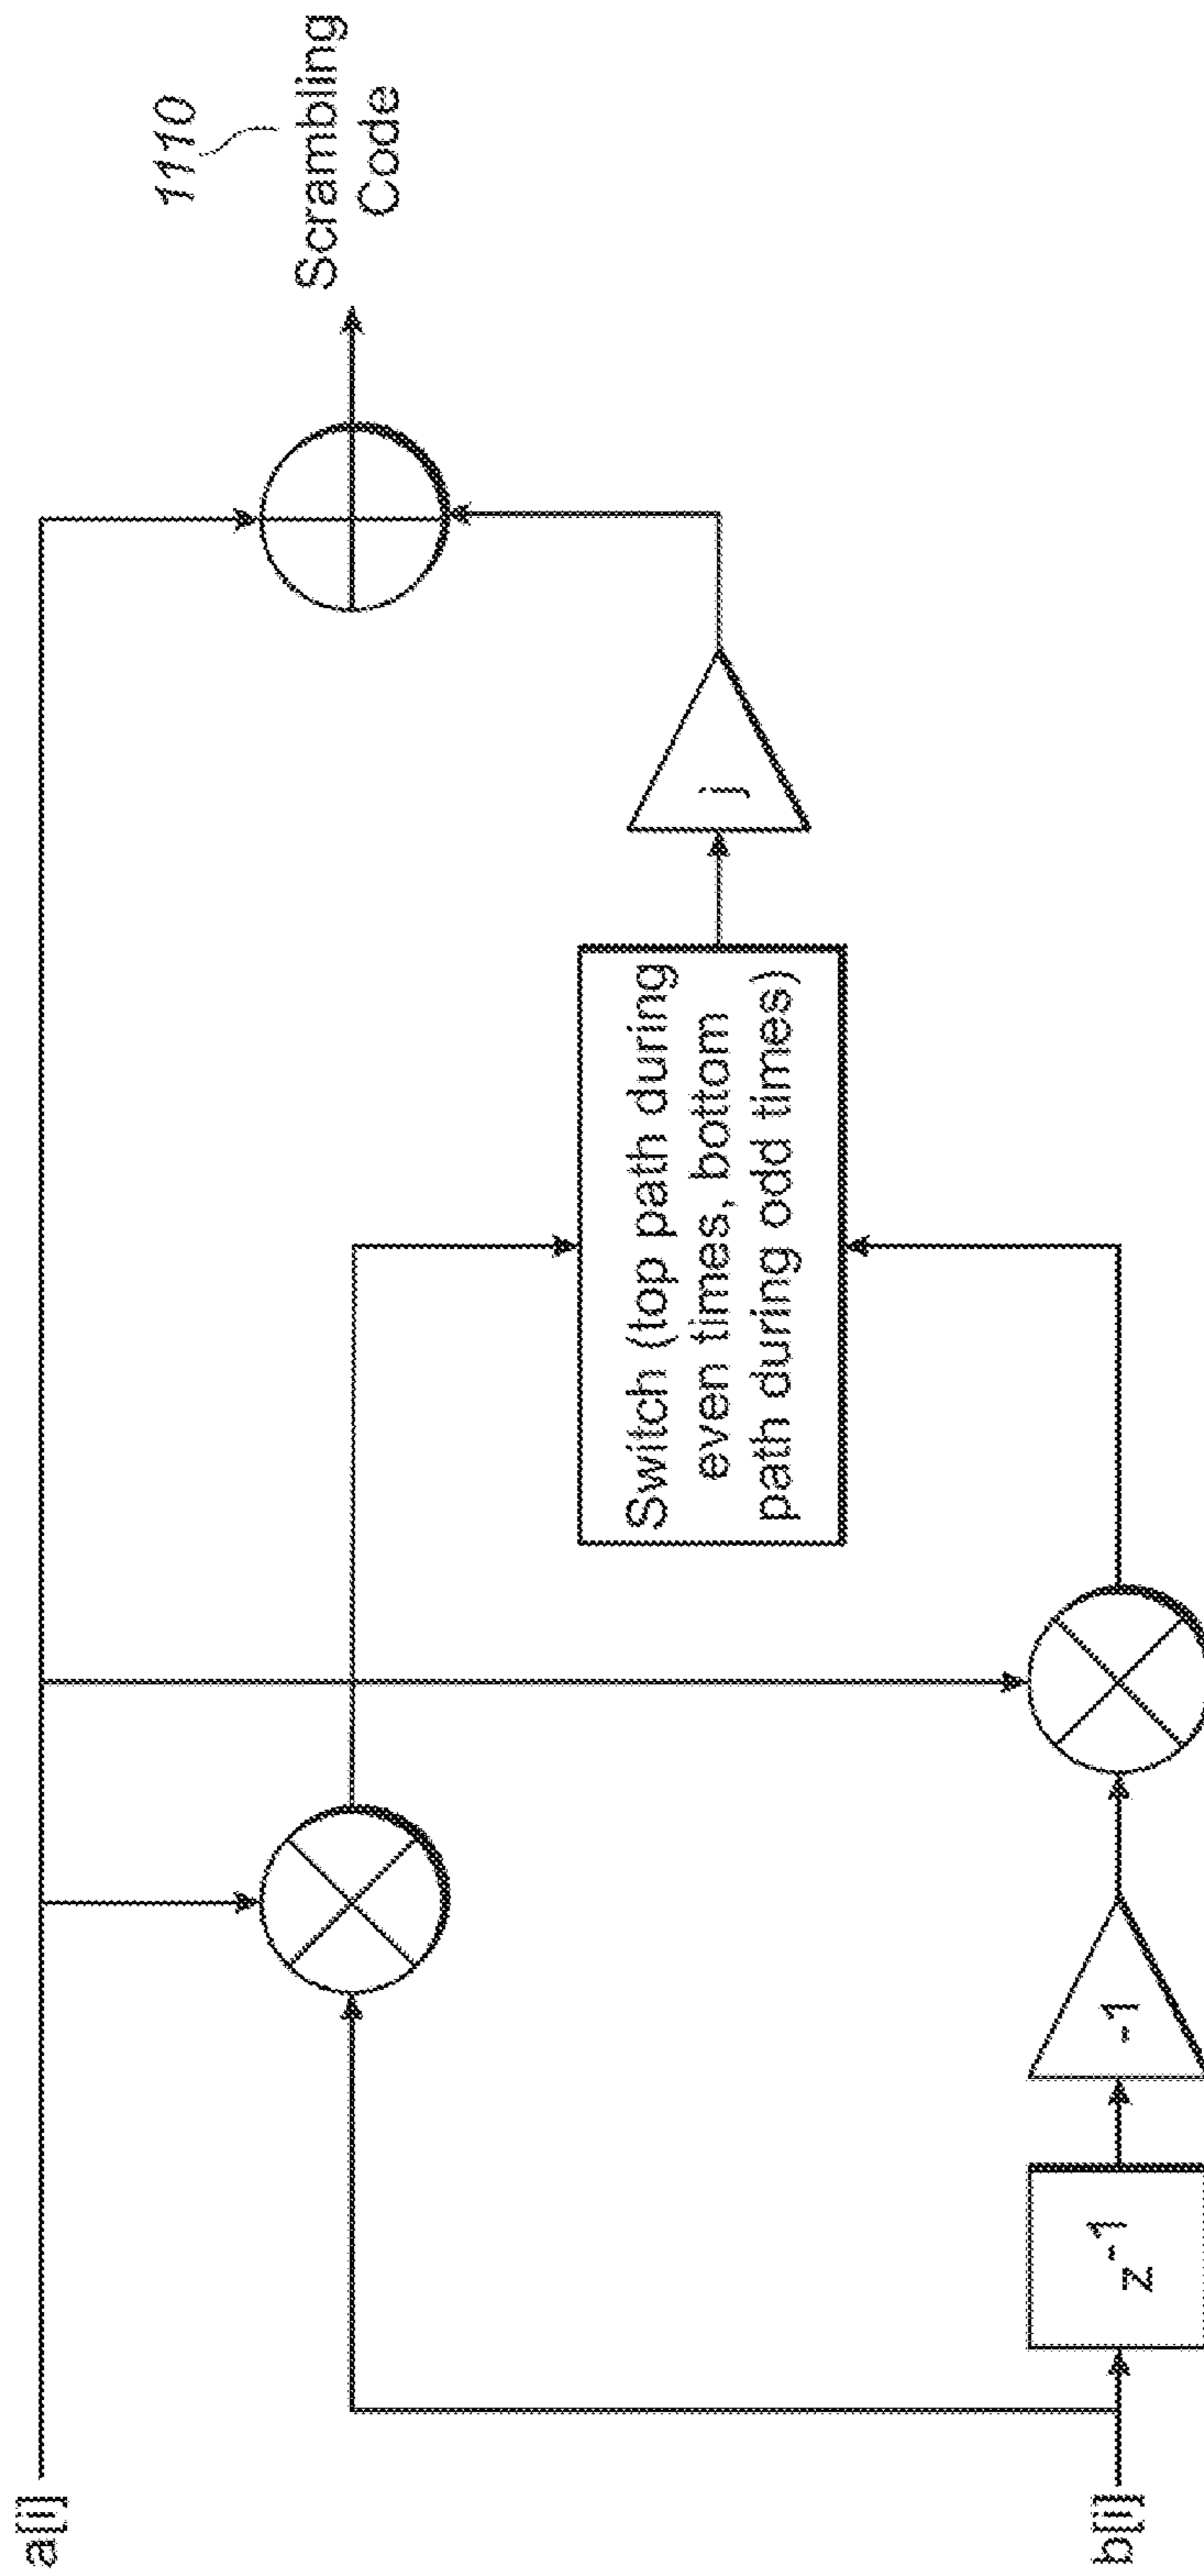 a[i]
b[i]
z-1
-1
Switch (top path during
even times, bottom
path during odd times)
j
1110
Scrambling
Code